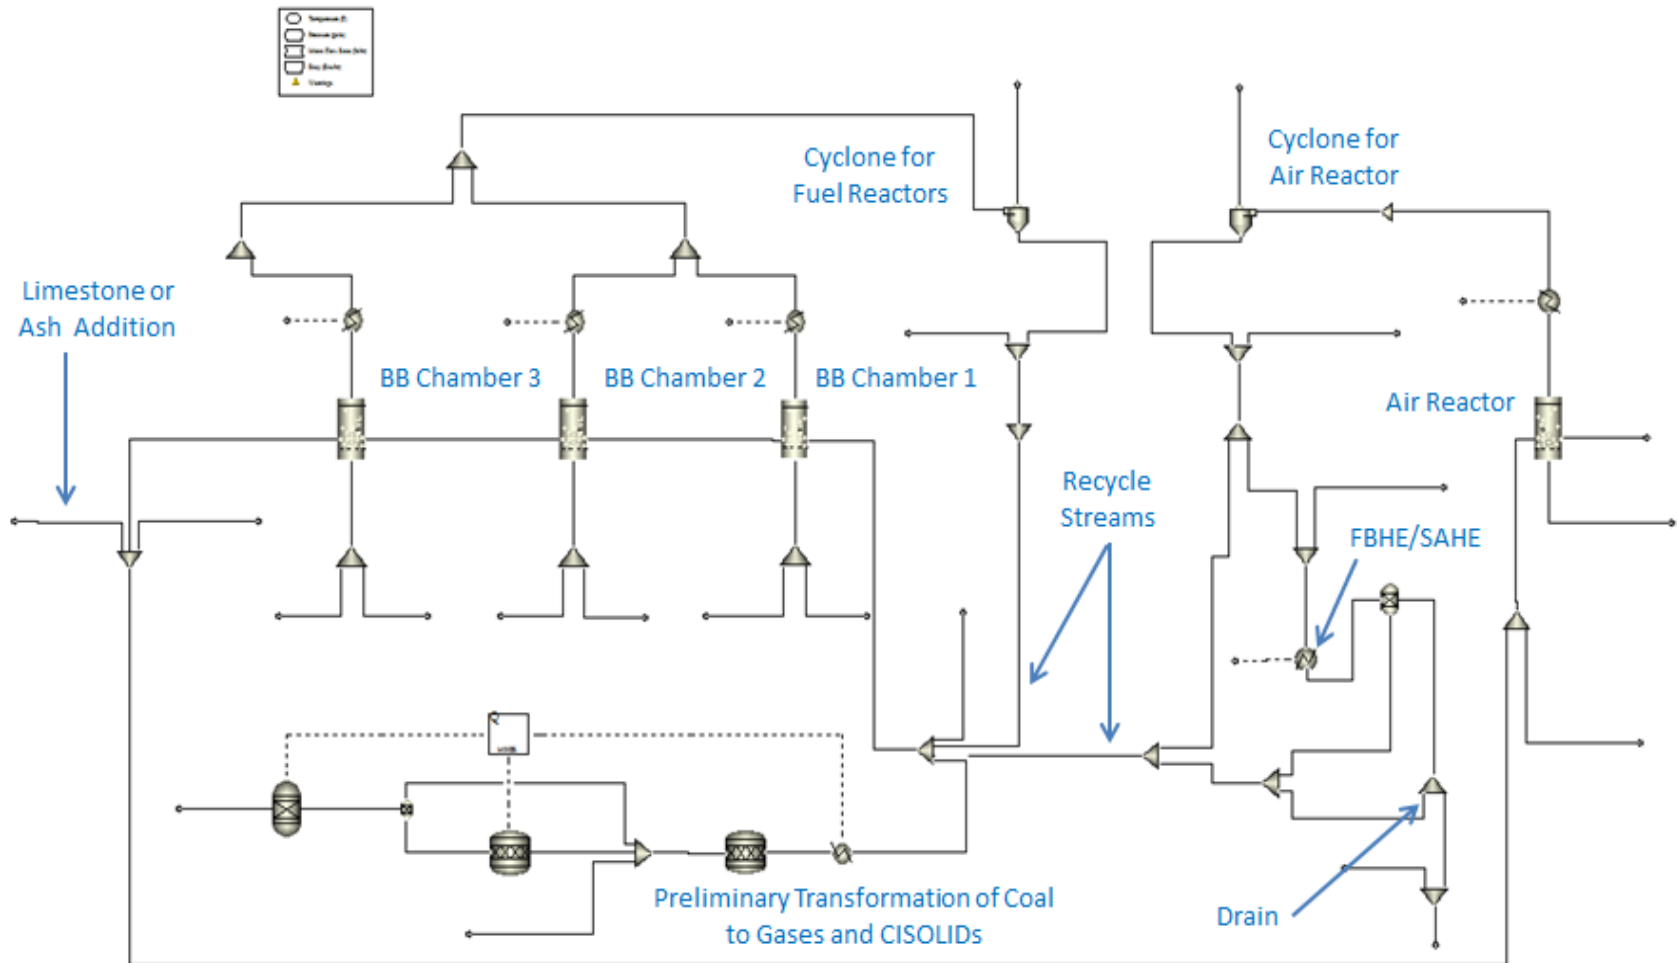 Temperature (F)
Cyclone for
Fuel Reactors
Cyclone for
Air Reactor
Limestone or
Ash Addition
BB Chamber 3
BB Chamber 2
BB Chamber 1
Air Reactor
Recycle
Streams
FBHE/SAHE
Q
Preliminary Transformation of Coal
to Gases and CISOLIDs
Drain